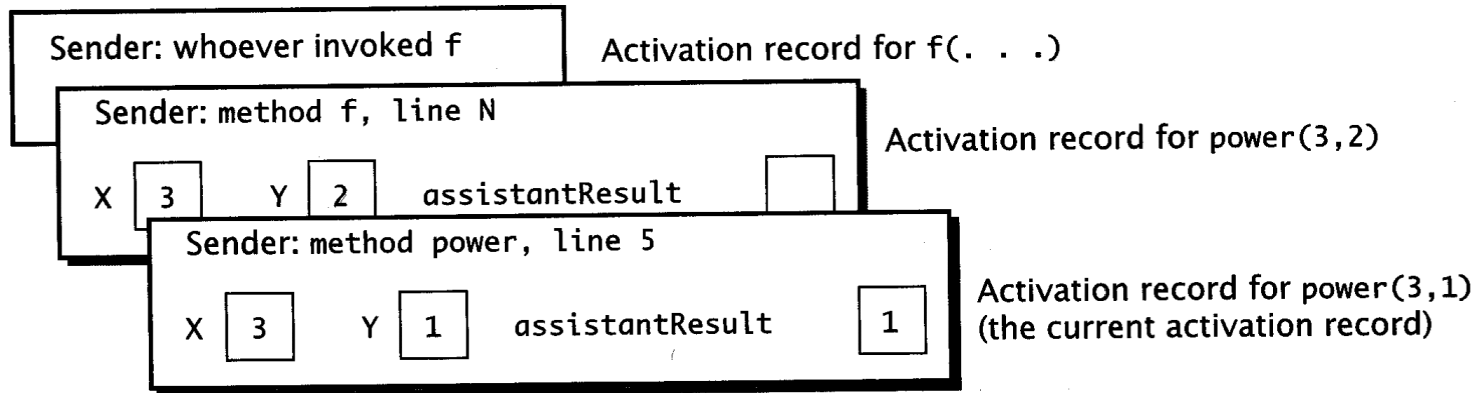 Sender: whoever invoked f
Activation record for f(. . .)
Sender: method f, line N
Activation record for power(3,2)
X 3 Y 2 assistantResult
Sender: method power, line 5
X 3 Y 1 assistantResult 1
Activation record for power(3,1)
(the current activation record)